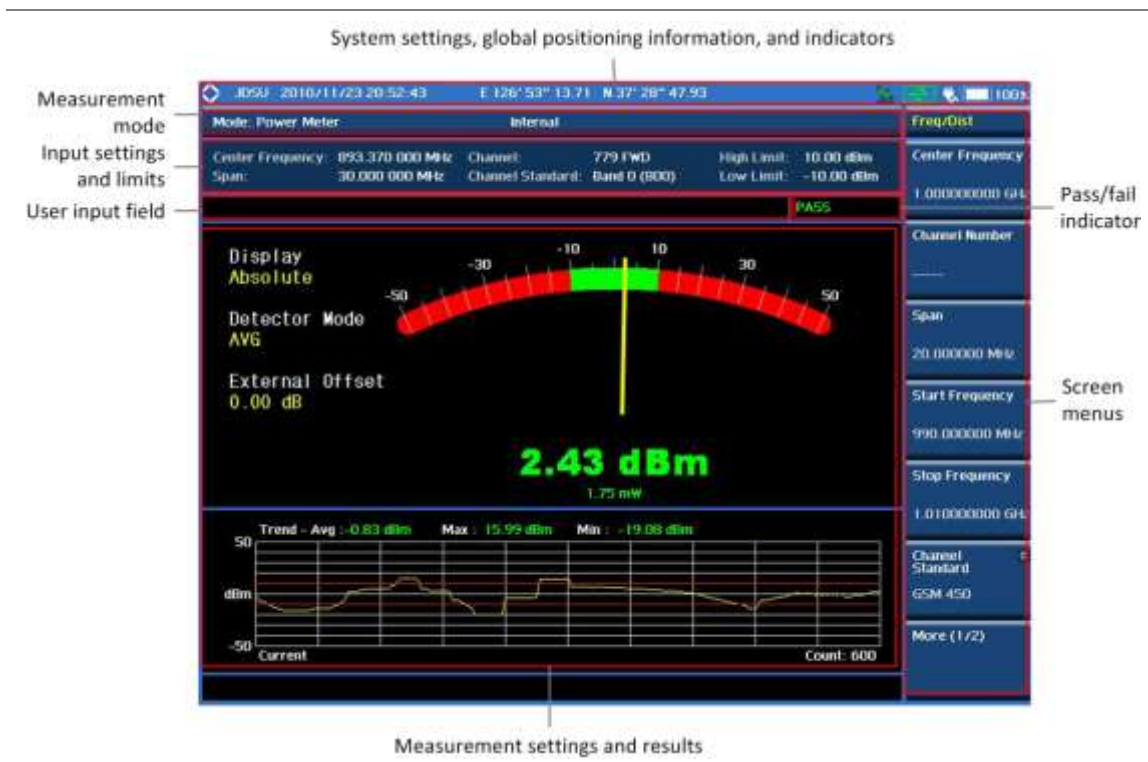 System settings, global positioning information, and indicators
Measurement mode
Input settings and limits
User input field
Pass/fail indicator
Screen menus
Measurement settings and results
JDSU 2010/11/23 20:52:43 E 126° 53" 13.71 N 37° 28" 47.93 100%
Mode: Power Meter Internal
Center Frequency: 893.370 000 MHz Channel: 779 FWD High Limit: 10.00 dBm
Span: 30.000 000 MHz Channel Standard: Band 0 (800) Low Limit: -10.00 dBm
PASS
Display
Absolute
Detector Mode
AVG
External Offset
0.00 dB
-50 -30 -10 10 30 50
2.43 dBm
1.75 mW
Trend - Avg : -0.83 dBm Max : 15.99 dBm Min : -19.08 dBm
50
dBm
-50
Current Count: 600
Freq/Dist
Center Frequency
1.000000000 GHz
Channel Number
-----
Span
20.000000 MHz
Start Frequency
990.000000 MHz
Stop Frequency
1.010000000 GHz
Channel
Standard
GSM 450
More (1/2)